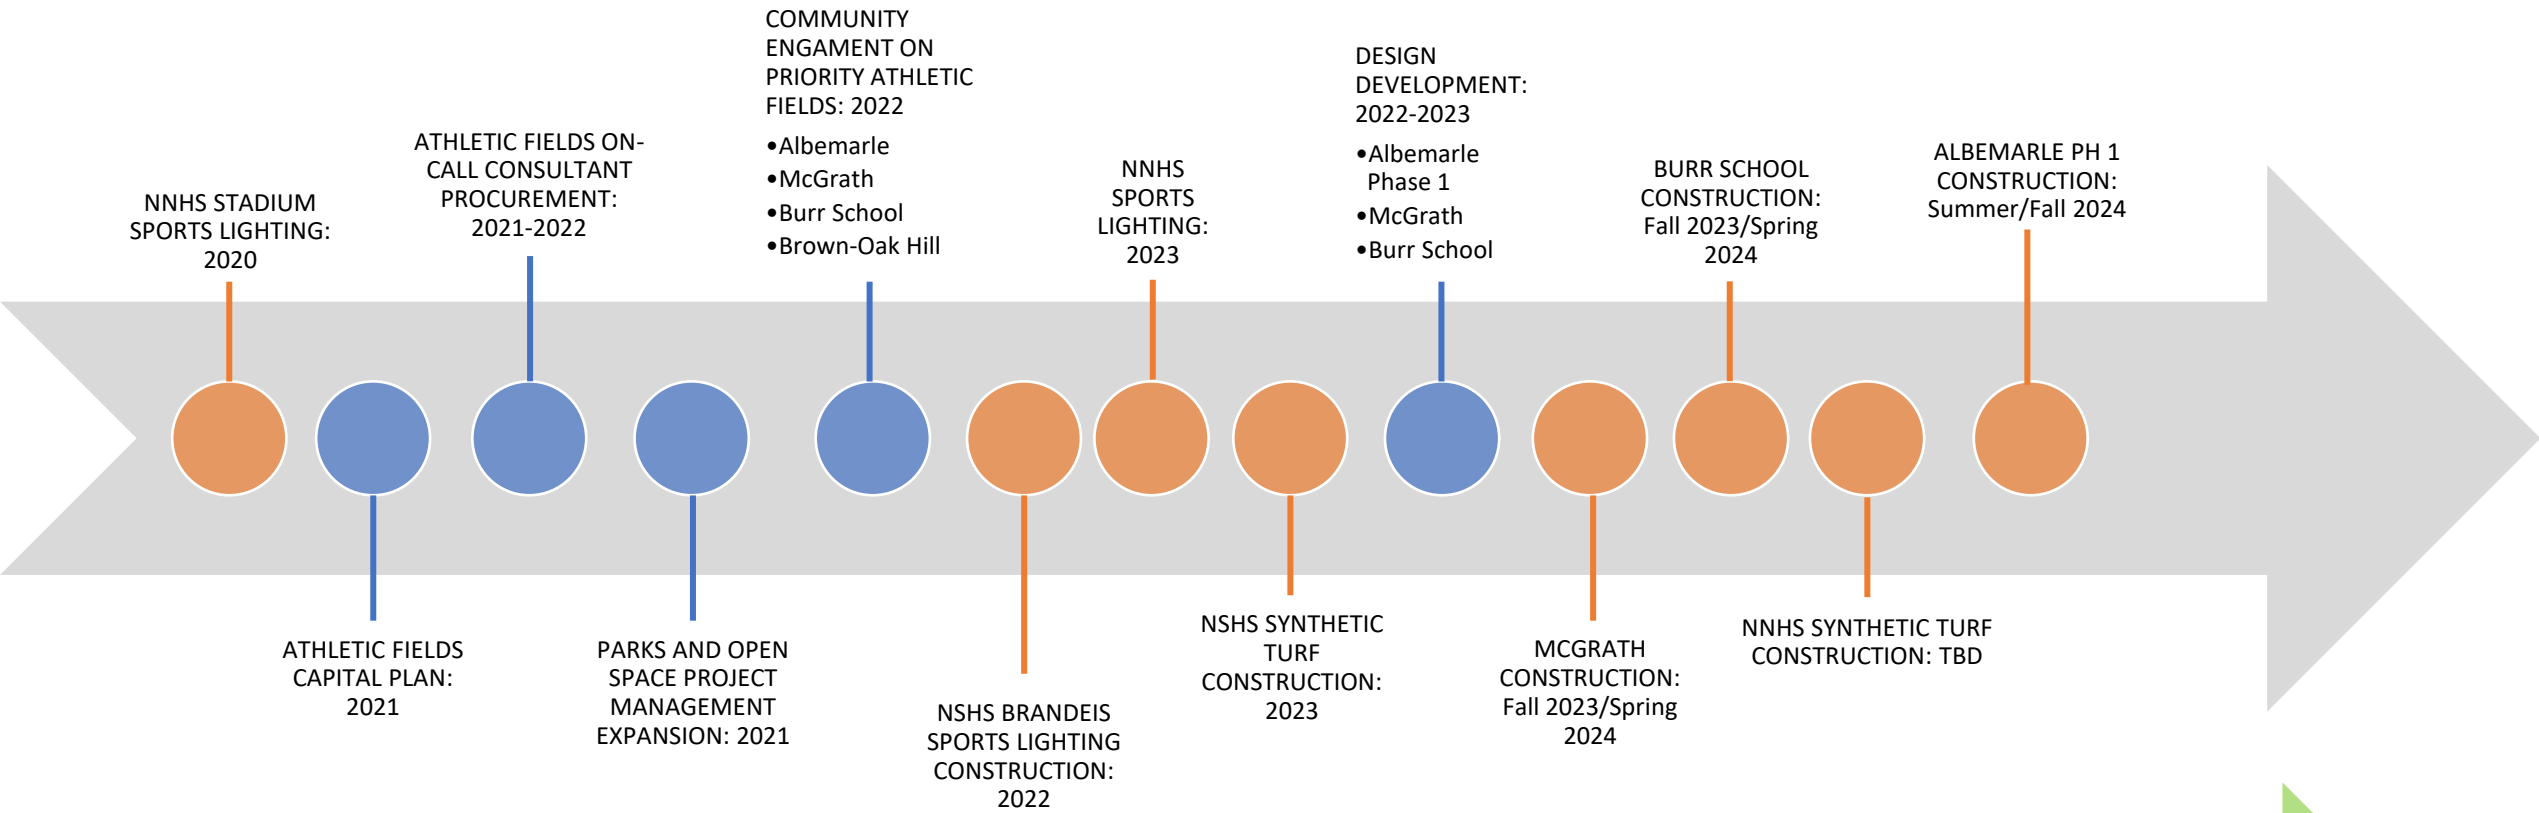 NNHS STADIUM
SPORTS LIGHTING:
2020
ATHLETIC FIELDS
CAPITAL PLAN:
2021
ATHLETIC FIELDS ON-
CALL CONSULTANT
PROCUREMENT:
2021-2022
PARKS AND OPEN
SPACE PROJECT
MANAGEMENT
EXPANSION: 2021
COMMUNITY
ENGAMENT ON
PRIORITY ATHLETIC
FIELDS: 2022
•Albemarle
•McGrath
•Burr School
•Brown-Oak Hill
NSHS BRANDEIS
SPORTS LIGHTING
CONSTRUCTION:
2022
NNHS
SPORTS
LIGHTING:
2023
NSHS SYNTHETIC
TURF
CONSTRUCTION:
2023
DESIGN
DEVELOPMENT:
2022-2023
•Albemarle
Phase 1
•McGrath
•Burr School
MCGRATH
CONSTRUCTION:
Fall 2023/Spring
2024
BURR SCHOOL
CONSTRUCTION:
Fall 2023/Spring
2024
NNHS SYNTHETIC TURF
CONSTRUCTION: TBD
ALBEMARLE PH 1
CONSTRUCTION:
Summer/Fall 2024